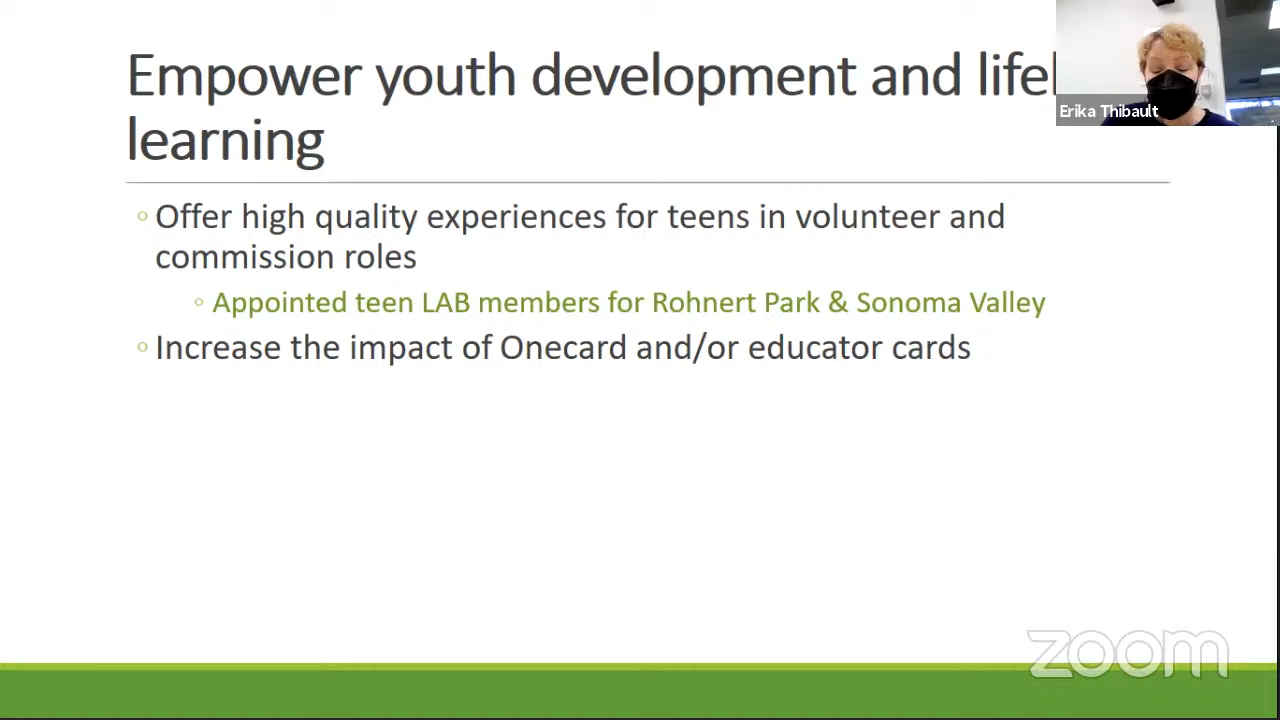 Empower youth development and
learning
Erika Thibault
◦ Offer high quality experiences for teens in volunteer and
commission roles
◦ Appointed teen LAB members for Rohnert Park & Sonoma Valley
◦ Increase the impact of Onecard and/or educator cards
zoom